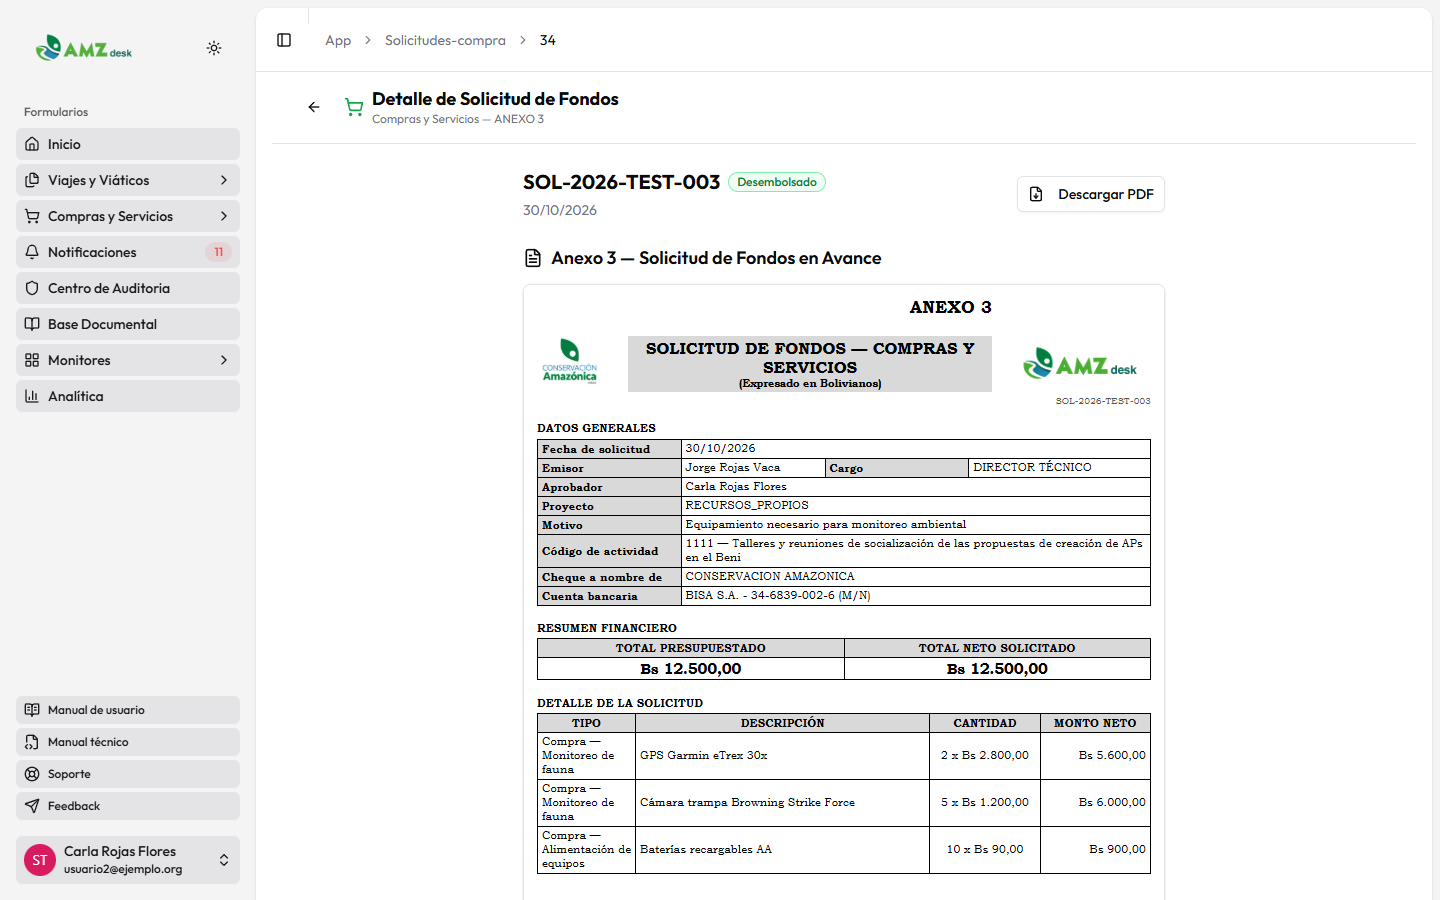 AMZ desk
Formularios
Inicio
Viajes y Viáticos
Compras y Servicios
Notificaciones 11
Centro de Auditoria
Base Documental
Monitores
Analítica
Manual de usuario
Manual técnico
Soporte
Feedback
ST
Carla Rojas Flores
usuario2@ejemplo.org
App > Solicitudes-compra > 34
Detalle de Solicitud de Fondos
Compras y Servicios — ANEXO 3
SOL-2026-TEST-003 Desembolsado
30/10/2026
Descargar PDF
Anexo 3 — Solicitud de Fondos en Avance
ANEXO 3
CONSERVACIÓN
Amazónica
SOLICITUD DE FONDOS — COMPRAS Y
SERVICIOS
(Expresado en Bolivianos)
AMZ desk
SOL-2026-TEST-003
DATOS GENERALES
Fecha de solicitud 30/10/2026
Emisor Jorge Rojas Vaca Cargo DIRECTOR TÉCNICO
Aprobador Carla Rojas Flores
Proyecto RECURSOS_PROPIOS
Motivo Equipamiento necesario para monitoreo ambiental
Código de actividad 1111 — Talleres y reuniones de socialización de las propuestas de creación de APs
en el Beni
Cheque a nombre de CONSERVACION AMAZONICA
Cuenta bancaria BISA S.A. - 34-6839-002-6 (M/N)
RESUMEN FINANCIERO
TOTAL PRESUPUESTADO TOTAL NETO SOLICITADO
Bs 12.500,00 Bs 12.500,00
DETALLE DE LA SOLICITUD
TIPO DESCRIPCIÓN CANTIDAD MONTO NETO
Compra —
Monitoreo de
fauna
GPS Garmin eTrex 30x 2 x Bs 2.800,00 Bs 5.600,00
Compra —
Monitoreo de
fauna
Cámara trampa Browning Strike Force 5 x Bs 1.200,00 Bs 6.000,00
Compra —
Alimentación de
equipos
Baterías recargables AA 10 x Bs 90,00 Bs 900,00